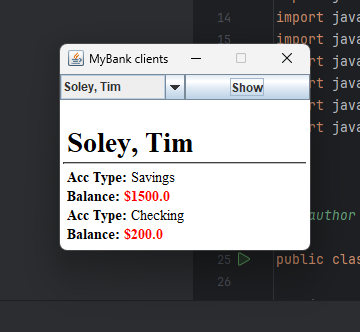 14 import java
15 import java
import java
import java
import java
import java
MyBank clients
Soley, Tim
Show
Soley, Tim
Acc Type: Savings
Balance: $1500.0
Acc Type: Checking
Balance: $200.0
author
25 public clas
26